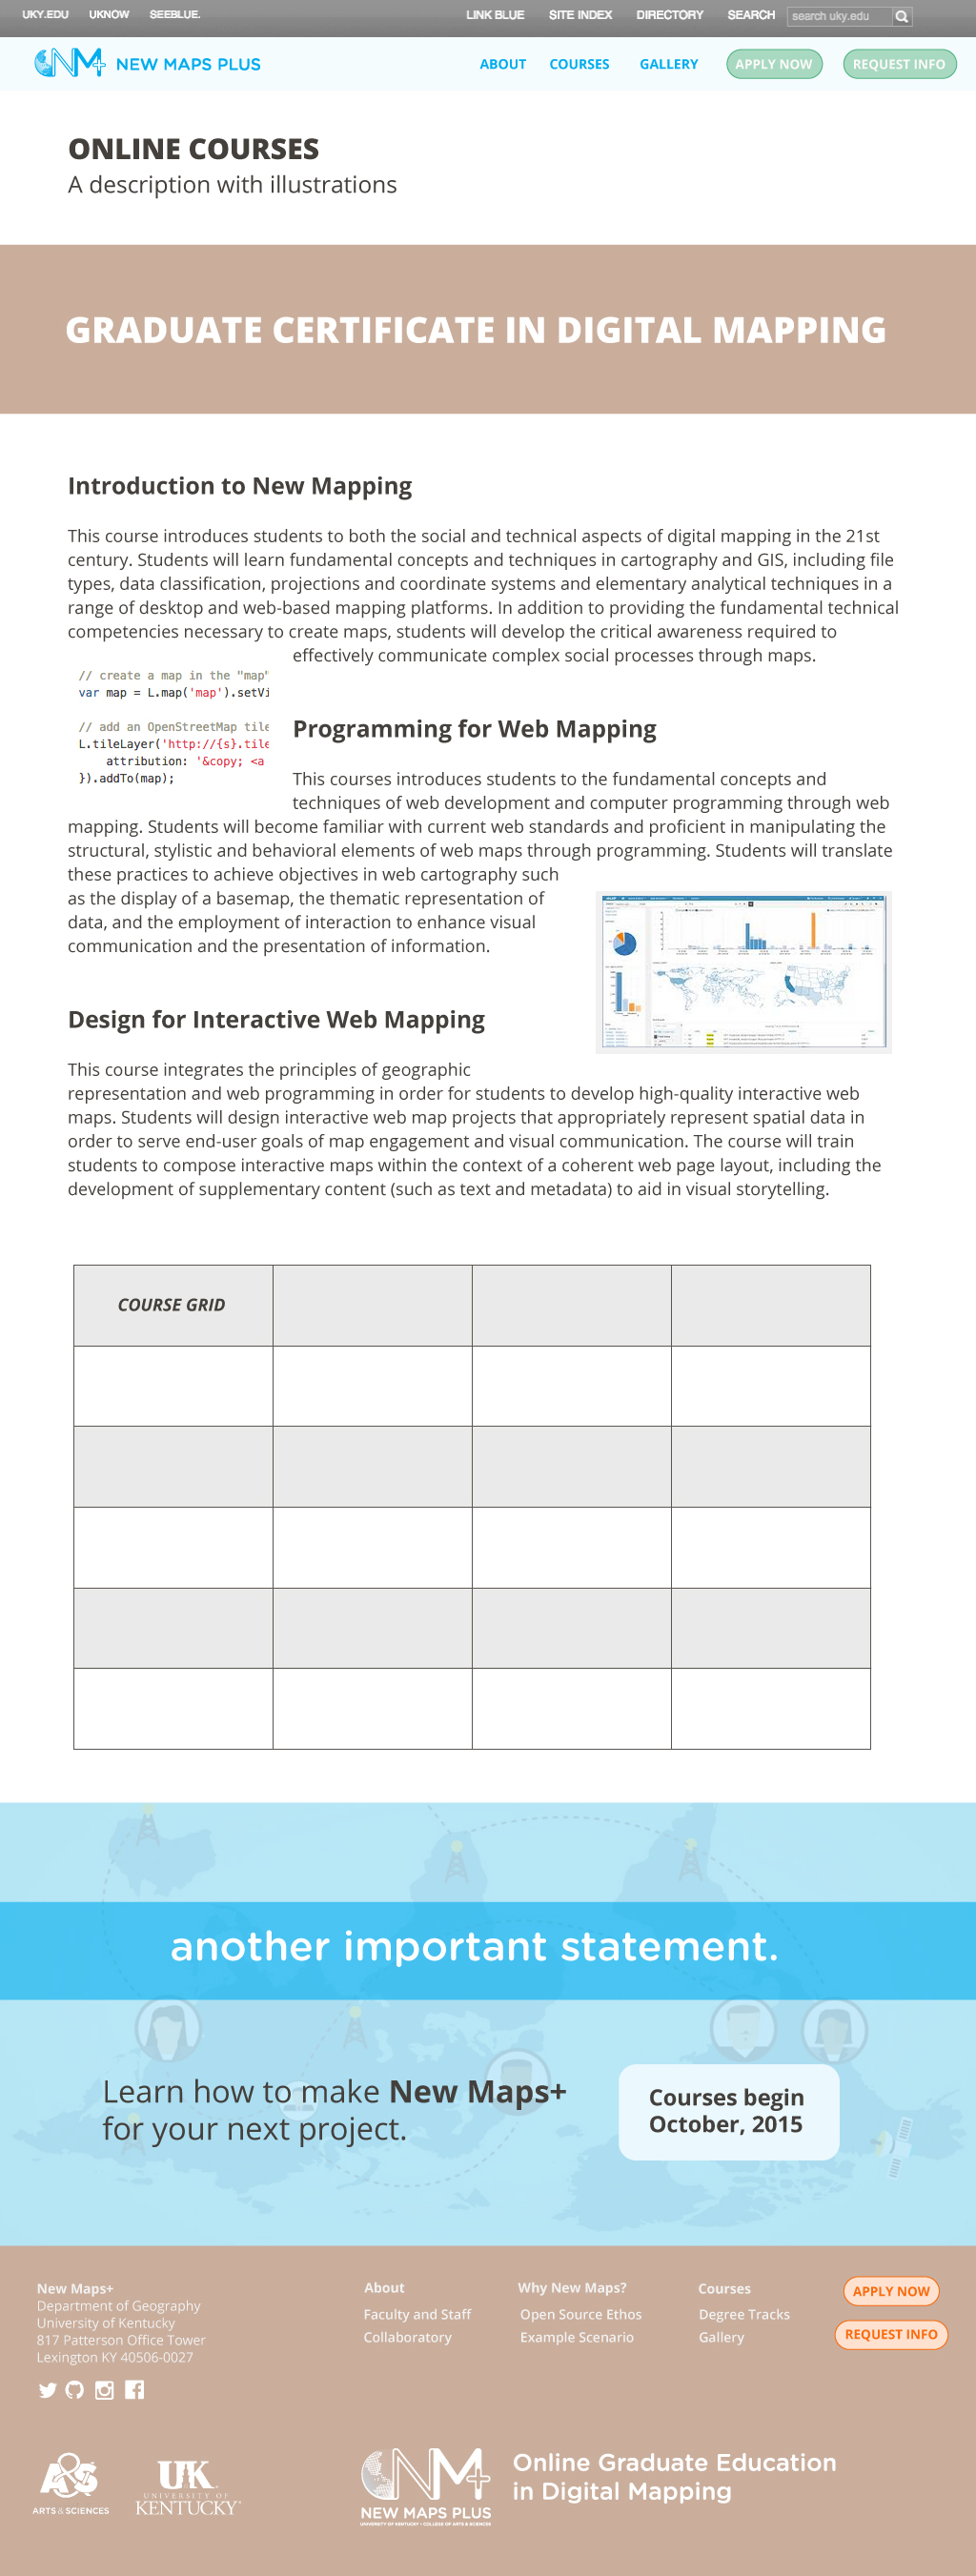 UKY.EDU UKNOW SEEBLUE. LINK BLUE SITE INDEX DIRECTORY SEARCH search uky.edu
NM+ NEW MAPS PLUS ABOUT COURSES GALLERY APPLY NOW REQUEST INFO
ONLINE COURSES
A description with illustrations
GRADUATE CERTIFICATE IN DIGITAL MAPPING
Introduction to New Mapping
This course introduces students to both the social and technical aspects of digital mapping in the 21st
century. Students will learn fundamental concepts and techniques in cartography and GIS, including file
types, data classification, projections and coordinate systems and elementary analytical techniques in a
range of desktop and web-based mapping platforms. In addition to providing the fundamental technical
competencies necessary to create maps, students will develop the critical awareness required to
effectively communicate complex social processes through maps.
// create a map in the "map"
var map = L.map('map').setVi
// add an OpenStreetMap tile
L.tileLayer('http://{s}.tile
attribution: '&copy; <a
}).addTo(map);
Programming for Web Mapping
This courses introduces students to the fundamental concepts and
techniques of web development and computer programming through web
mapping. Students will become familiar with current web standards and proficient in manipulating the
structural, stylistic and behavioral elements of web maps through programming. Students will translate
these practices to achieve objectives in web cartography such
as the display of a basemap, the thematic representation of
data, and the employment of interaction to enhance visual
communication and the presentation of information.
Design for Interactive Web Mapping
This course integrates the principles of geographic
representation and web programming in order for students to develop high-quality interactive web
maps. Students will design interactive web map projects that appropriately represent spatial data in
order to serve end-user goals of map engagement and visual communication. The course will train
students to compose interactive maps within the context of a coherent web page layout, including the
development of supplementary content (such as text and metadata) to aid in visual storytelling.
COURSE GRID
another important statement.
Learn how to make New Maps+
for your next project.
Courses begin
October, 2015
New Maps+
Department of Geography
University of Kentucky
817 Patterson Office Tower
Lexington KY 40506-0027
About
Faculty and Staff
Collaboratory
Why New Maps?
Open Source Ethos
Example Scenario
Courses
Degree Tracks
Gallery
APPLY NOW
REQUEST INFO
A&S
ARTS & SCIENCES
UK
UNIVERSITY OF
KENTUCKY
NM+
NEW MAPS PLUS
UNIVERSITY OF KENTUCKY • COLLEGE OF ARTS & SCIENCES
Online Graduate Education
in Digital Mapping